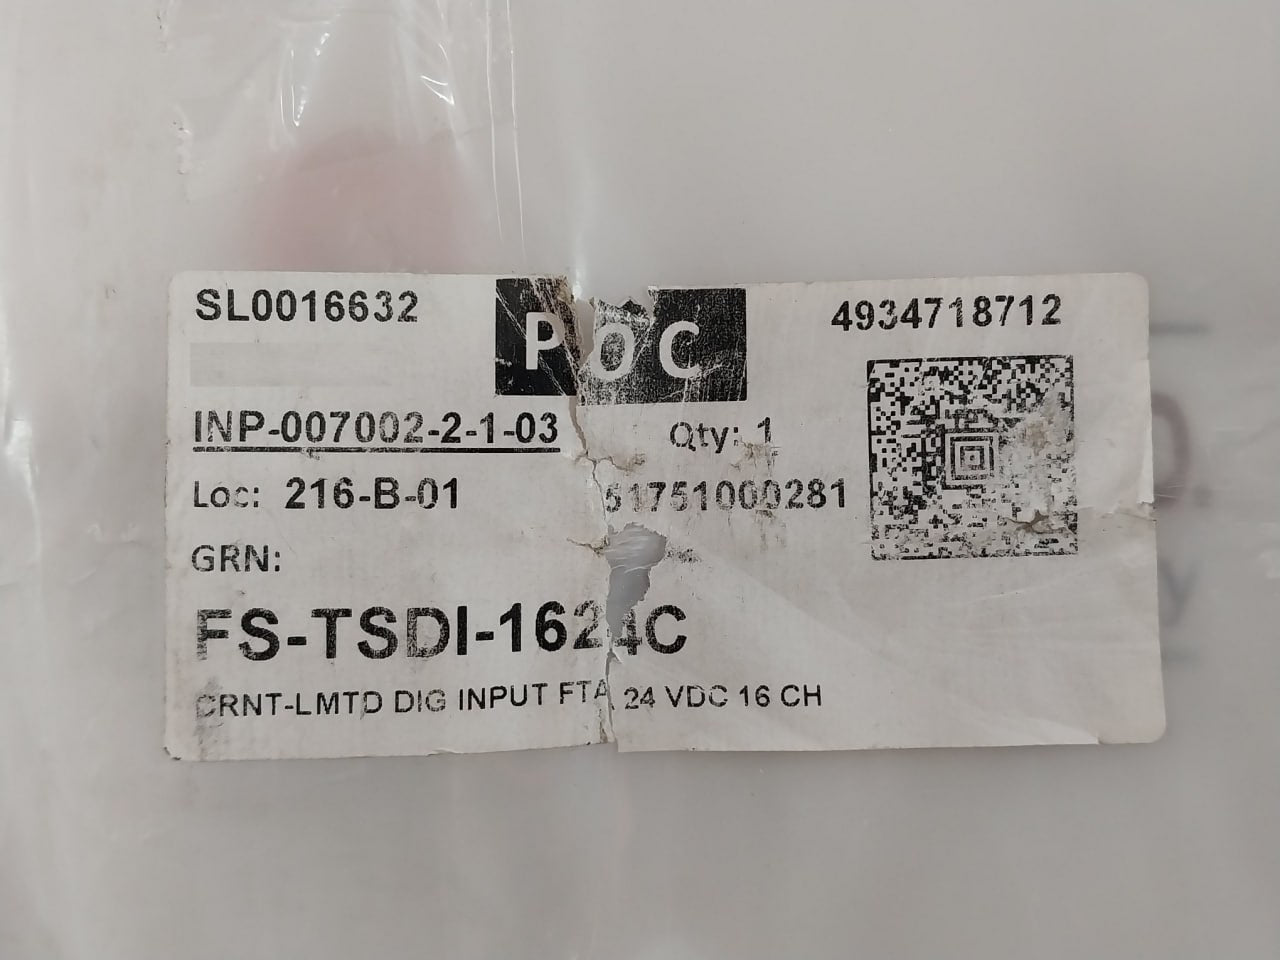 SL0016632
POC
4934718712
INP-007002-2-1-03
Qty: 1
Loc: 216-B-01
51751000281
GRN:
FS-TSDI-1624C
CRNT-LMTD DIG INPUT FTA 24 VDC 16 CH